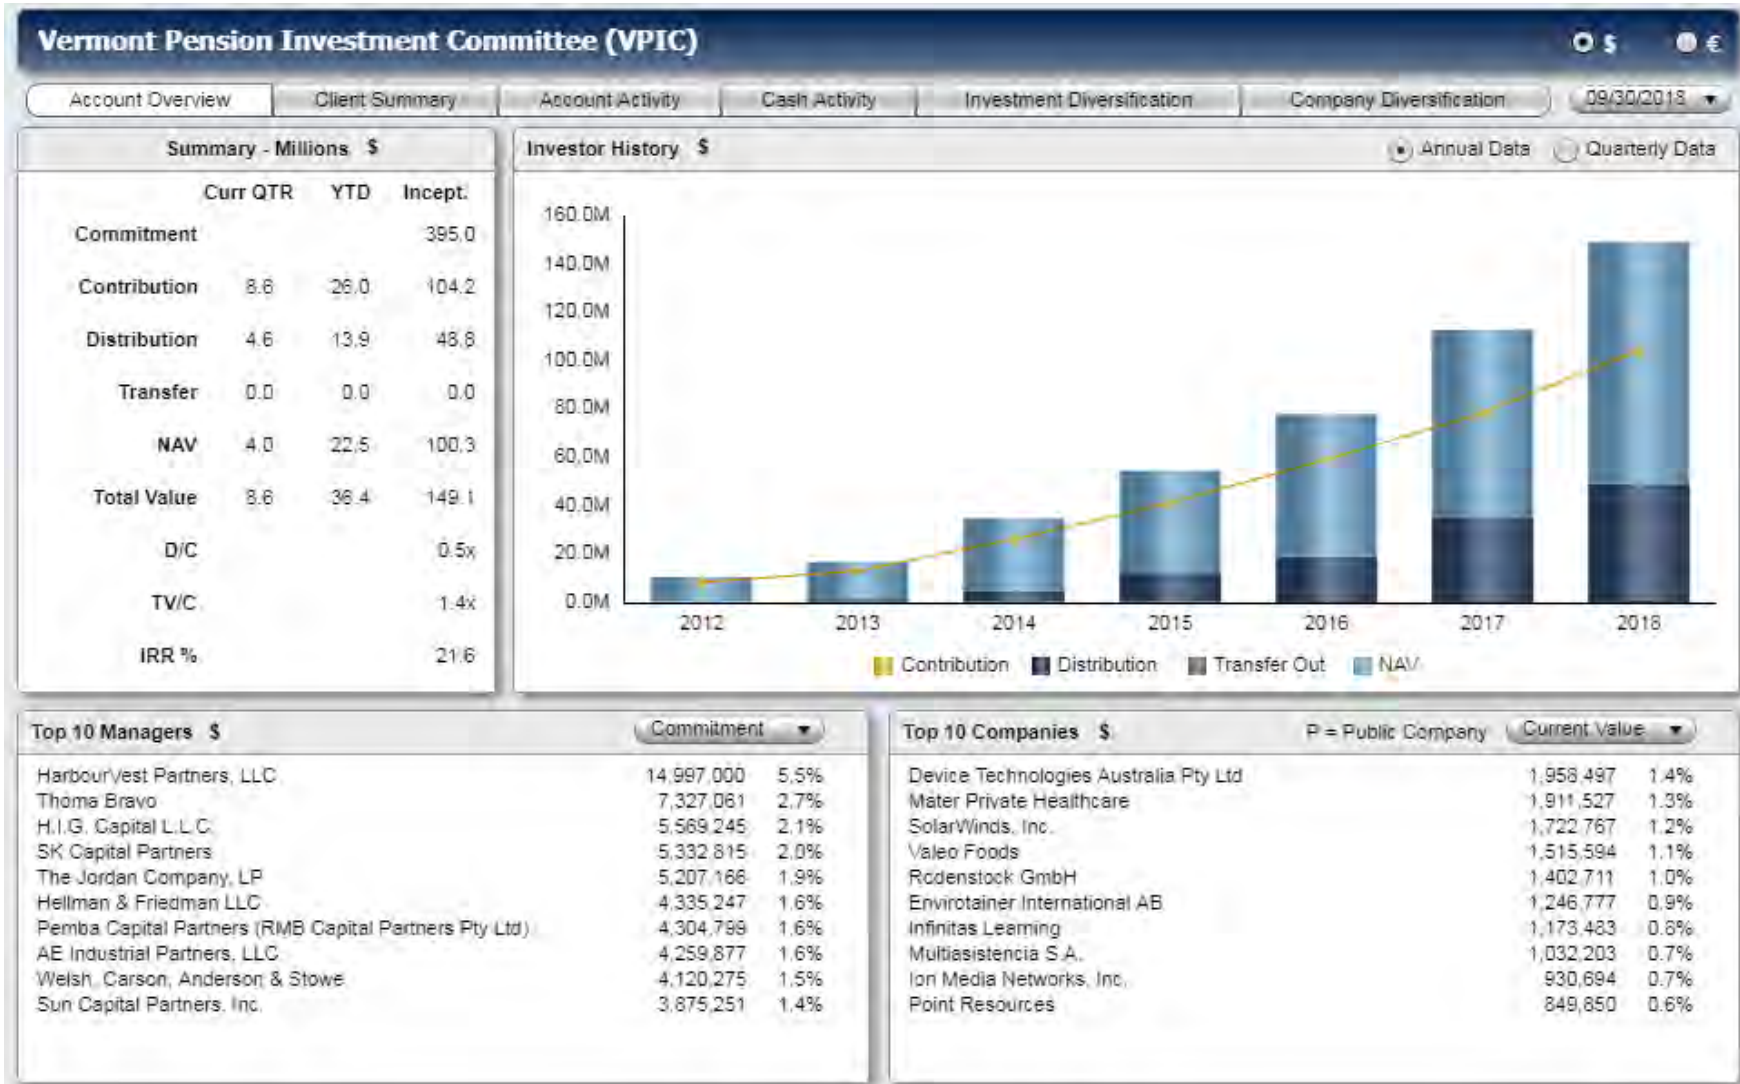 Vermont Pension Investment Committee (VPIC) $ €
Account Overview Client Summary Account Activity Cash Activity Investment Diversification Company Diversification 09/30/2018
Summary - Millions $
Curr QTR YTD Incept.
Commitment 395.0
Contribution 8.6 26.0 104.2
Distribution 4.6 13.9 48.8
Transfer 0.0 0.0 0.0
NAV 4.0 22.5 100.3
Total Value 8.6 36.4 149.1
D/C 0.5x
TV/C 1.4x
IRR % 21.6
Investor History $ Annual Data Quarterly Data
160.0M
140.0M
120.0M
100.0M
80.0M
60.0M
40.0M
20.0M
0.0M
2012 2013 2014 2015 2016 2017 2018
Contribution Distribution Transfer Out NAV
Top 10 Managers $ Commitment
HarbourVest Partners, LLC 14,997,000 5.5%
Thoma Bravo 7,327,061 2.7%
H.I.G. Capital L.L.C. 5,569,245 2.1%
SK Capital Partners 5,332,815 2.0%
The Jordan Company, LP 5,207,166 1.9%
Hellman & Friedman LLC 4,335,247 1.6%
Pemba Capital Partners (RMB Capital Partners Pty Ltd) 4,304,799 1.6%
AE Industrial Partners, LLC 4,259,877 1.6%
Welsh, Carson, Anderson & Stowe 4,120,275 1.5%
Sun Capital Partners, Inc. 3,875,251 1.4%
Top 10 Companies $ P = Public Company Current Value
Device Technologies Australia Pty Ltd 1,958,497 1.4%
Mater Private Healthcare 1,911,527 1.3%
SolarWinds, Inc. 1,722,767 1.2%
Valeo Foods 1,515,594 1.1%
Rodenstock GmbH 1,402,711 1.0%
Envirotainer International AB 1,246,777 0.9%
Infinitas Learning 1,173,483 0.8%
Multiasistencia S.A. 1,032,203 0.7%
Ion Media Networks, Inc. 930,694 0.7%
Point Resources 849,850 0.6%